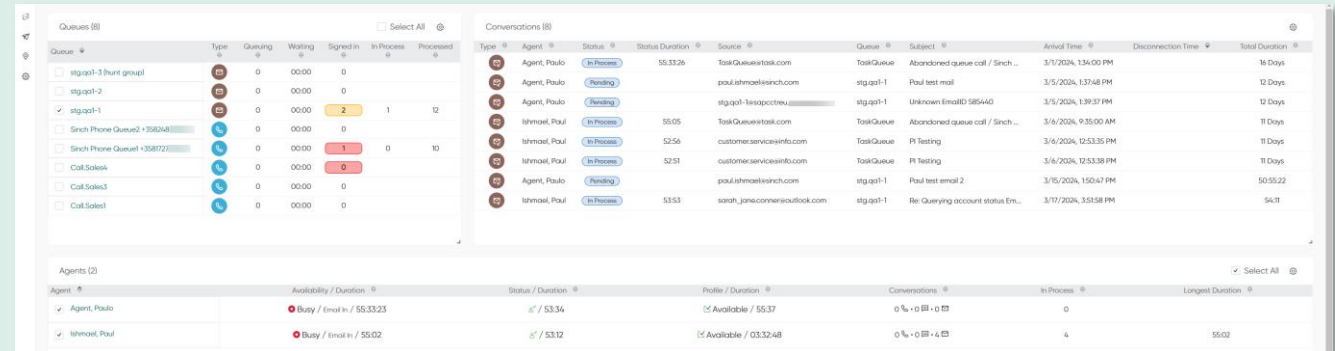 Queues (8) Select All
Queue Type Queuing Waiting Signed in In Process Processed
stg.qa1-3 (hunt group) 0 00:00 0
stg.qa1-2 0 00:00 0
stg.qa1-1 0 00:00 2 1 12
Sinch Phone Queue2 +358248 0 00:00 0
Sinch Phone Queue1 +3581727 0 00:00 1 0 10
Call.Sales4 0 00:00 0
Call.Sales3 0 00:00 0
Call.Sales1 0 00:00 0
Conversations (8)
Type Agent Status Status Duration Source Queue Subject Arrival Time Disconnection Time Total Duration
Agent, Paulo In Process 55:33:26 TaskQueue@task.com TaskQueue Abandoned queue call / Sinch ... 3/1/2024, 1:34:00 PM 16 Days
Agent, Paulo Pending paul.ishmael@sinch.com stg.qa1-1 Paul test mail 3/5/2024, 1:37:48 PM 12 Days
Agent, Paulo Pending stg.qa1-1@sapcctreu. stg.qa1-1 Unknown EmailID 585440 3/5/2024, 1:39:37 PM 12 Days
Ishmael, Paul In Process 55:05 TaskQueue@task.com TaskQueue Abandoned queue call / Sinch ... 3/6/2024, 9:35:00 AM 11 Days
Ishmael, Paul In Process 52:56 customer.service@info.com TaskQueue PI Testing 3/6/2024, 12:53:35 PM 11 Days
Ishmael, Paul In Process 52:51 customer.service@info.com TaskQueue PI Testing 3/6/2024, 12:53:38 PM 11 Days
Agent, Paulo Pending paul.ishmael@sinch.com stg.qa1-1 Paul test email 2 3/15/2024, 1:50:47 PM 50:55:22
Ishmael, Paul In Process 53:53 sarah_jane.conner@outlook.com stg.qa1-1 Re: Querying account status Em... 3/17/2024, 3:51:58 PM 54:11
Agents (2) Select All
Agent Availability / Duration Status / Duration Profile / Duration Conversations In Process Longest Duration
Agent, Paulo Busy / Email In / 55:33:23 / 53:34 Available / 55:37 0 • 0 • 0 0
Ishmael, Paul Busy / Email In / 55:02 / 53:12 Available / 03:32:48 0 • 0 • 4 4 55:02